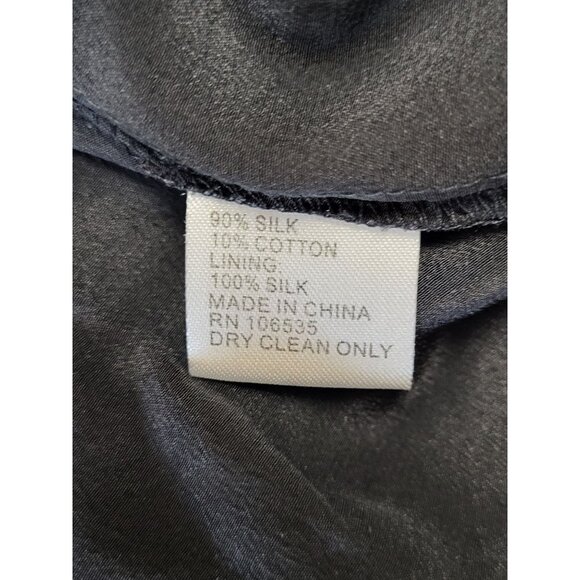 90% SILK
10% COTTON
LINING:
100% SILK
MADE IN CHINA
RN 106535
DRY CLEAN ONLY